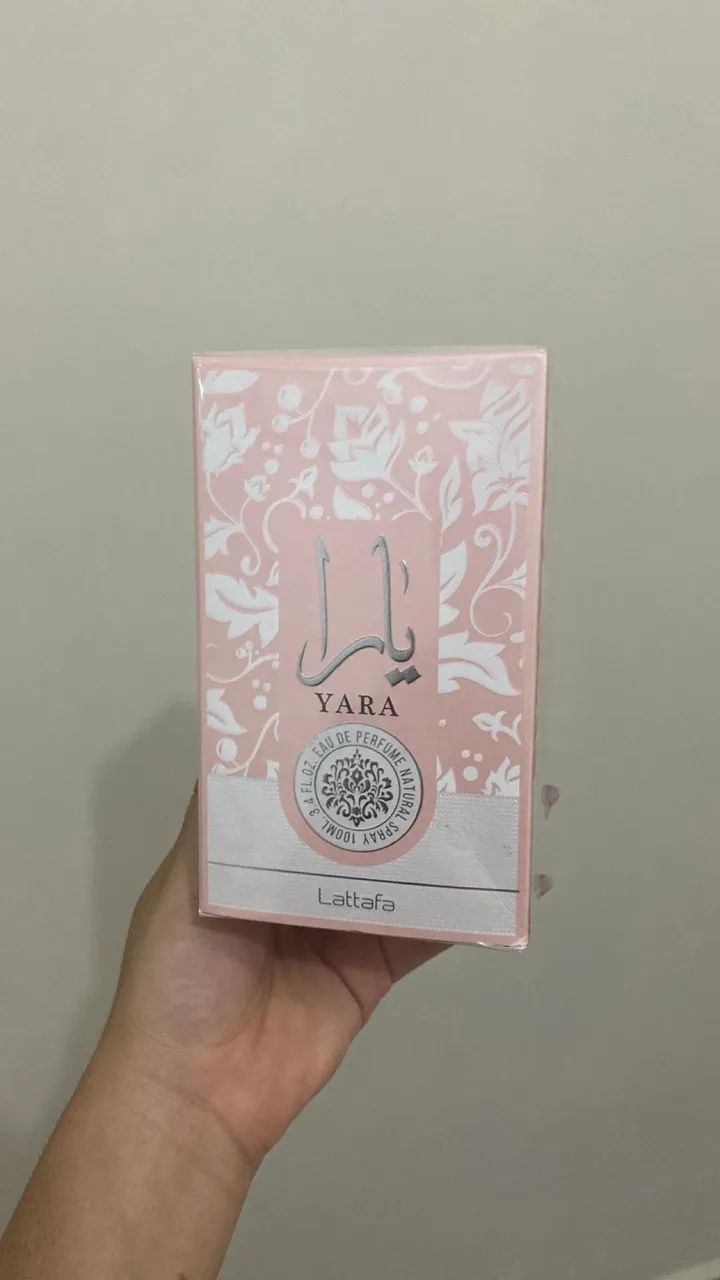 يارا
YARA
EAU DE PERFUME NATURAL SPRAY 100ML. 3.4 FL.OZ.
Lattafa